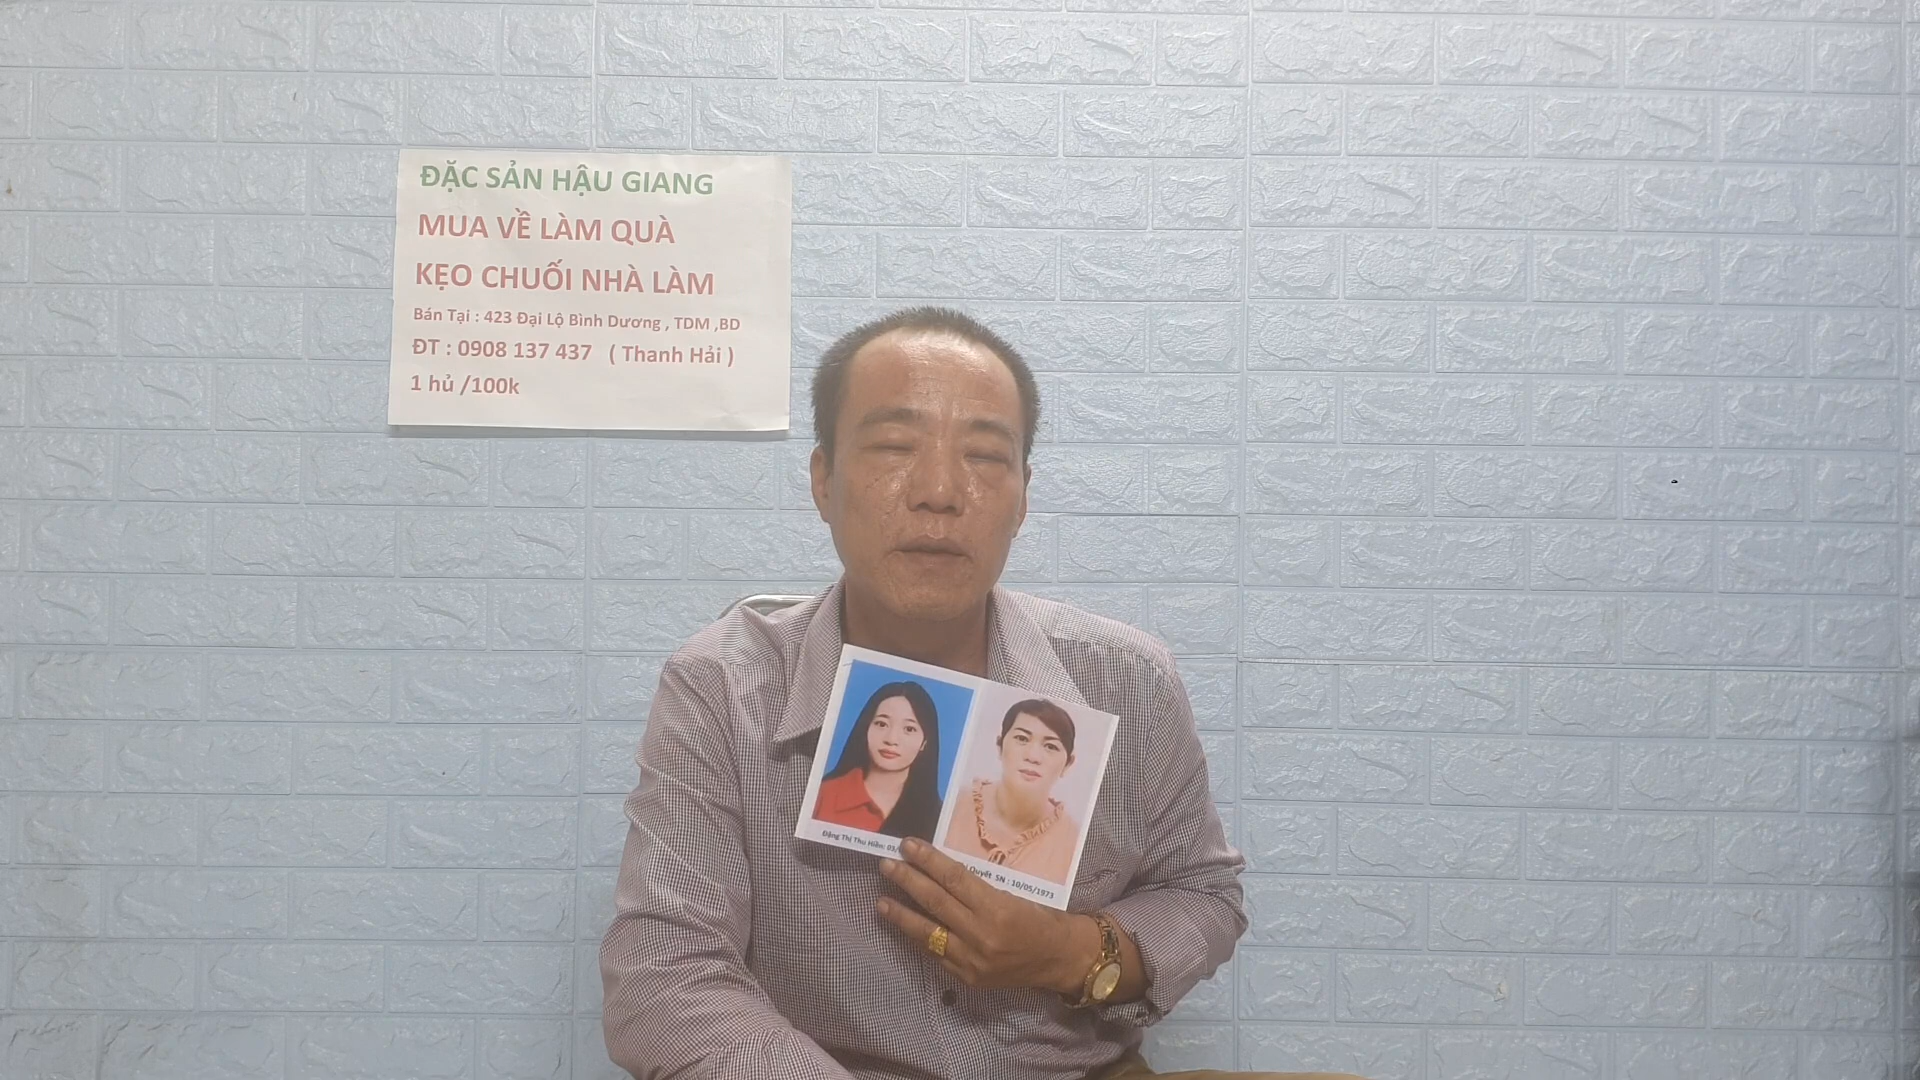 ĐẶC SẢN HẬU GIANG
MUA VỀ LÀM QUÀ
KẸO CHUỐI NHÀ LÀM
Bán Tại : 423 Đại Lộ Bình Dương , TDM ,BD
ĐT : 0908 137 437 ( Thanh Hải )
1 hủ /100k
Đặng Thị Thu Hiền; 03/
Quyết SN : 10/05/1973